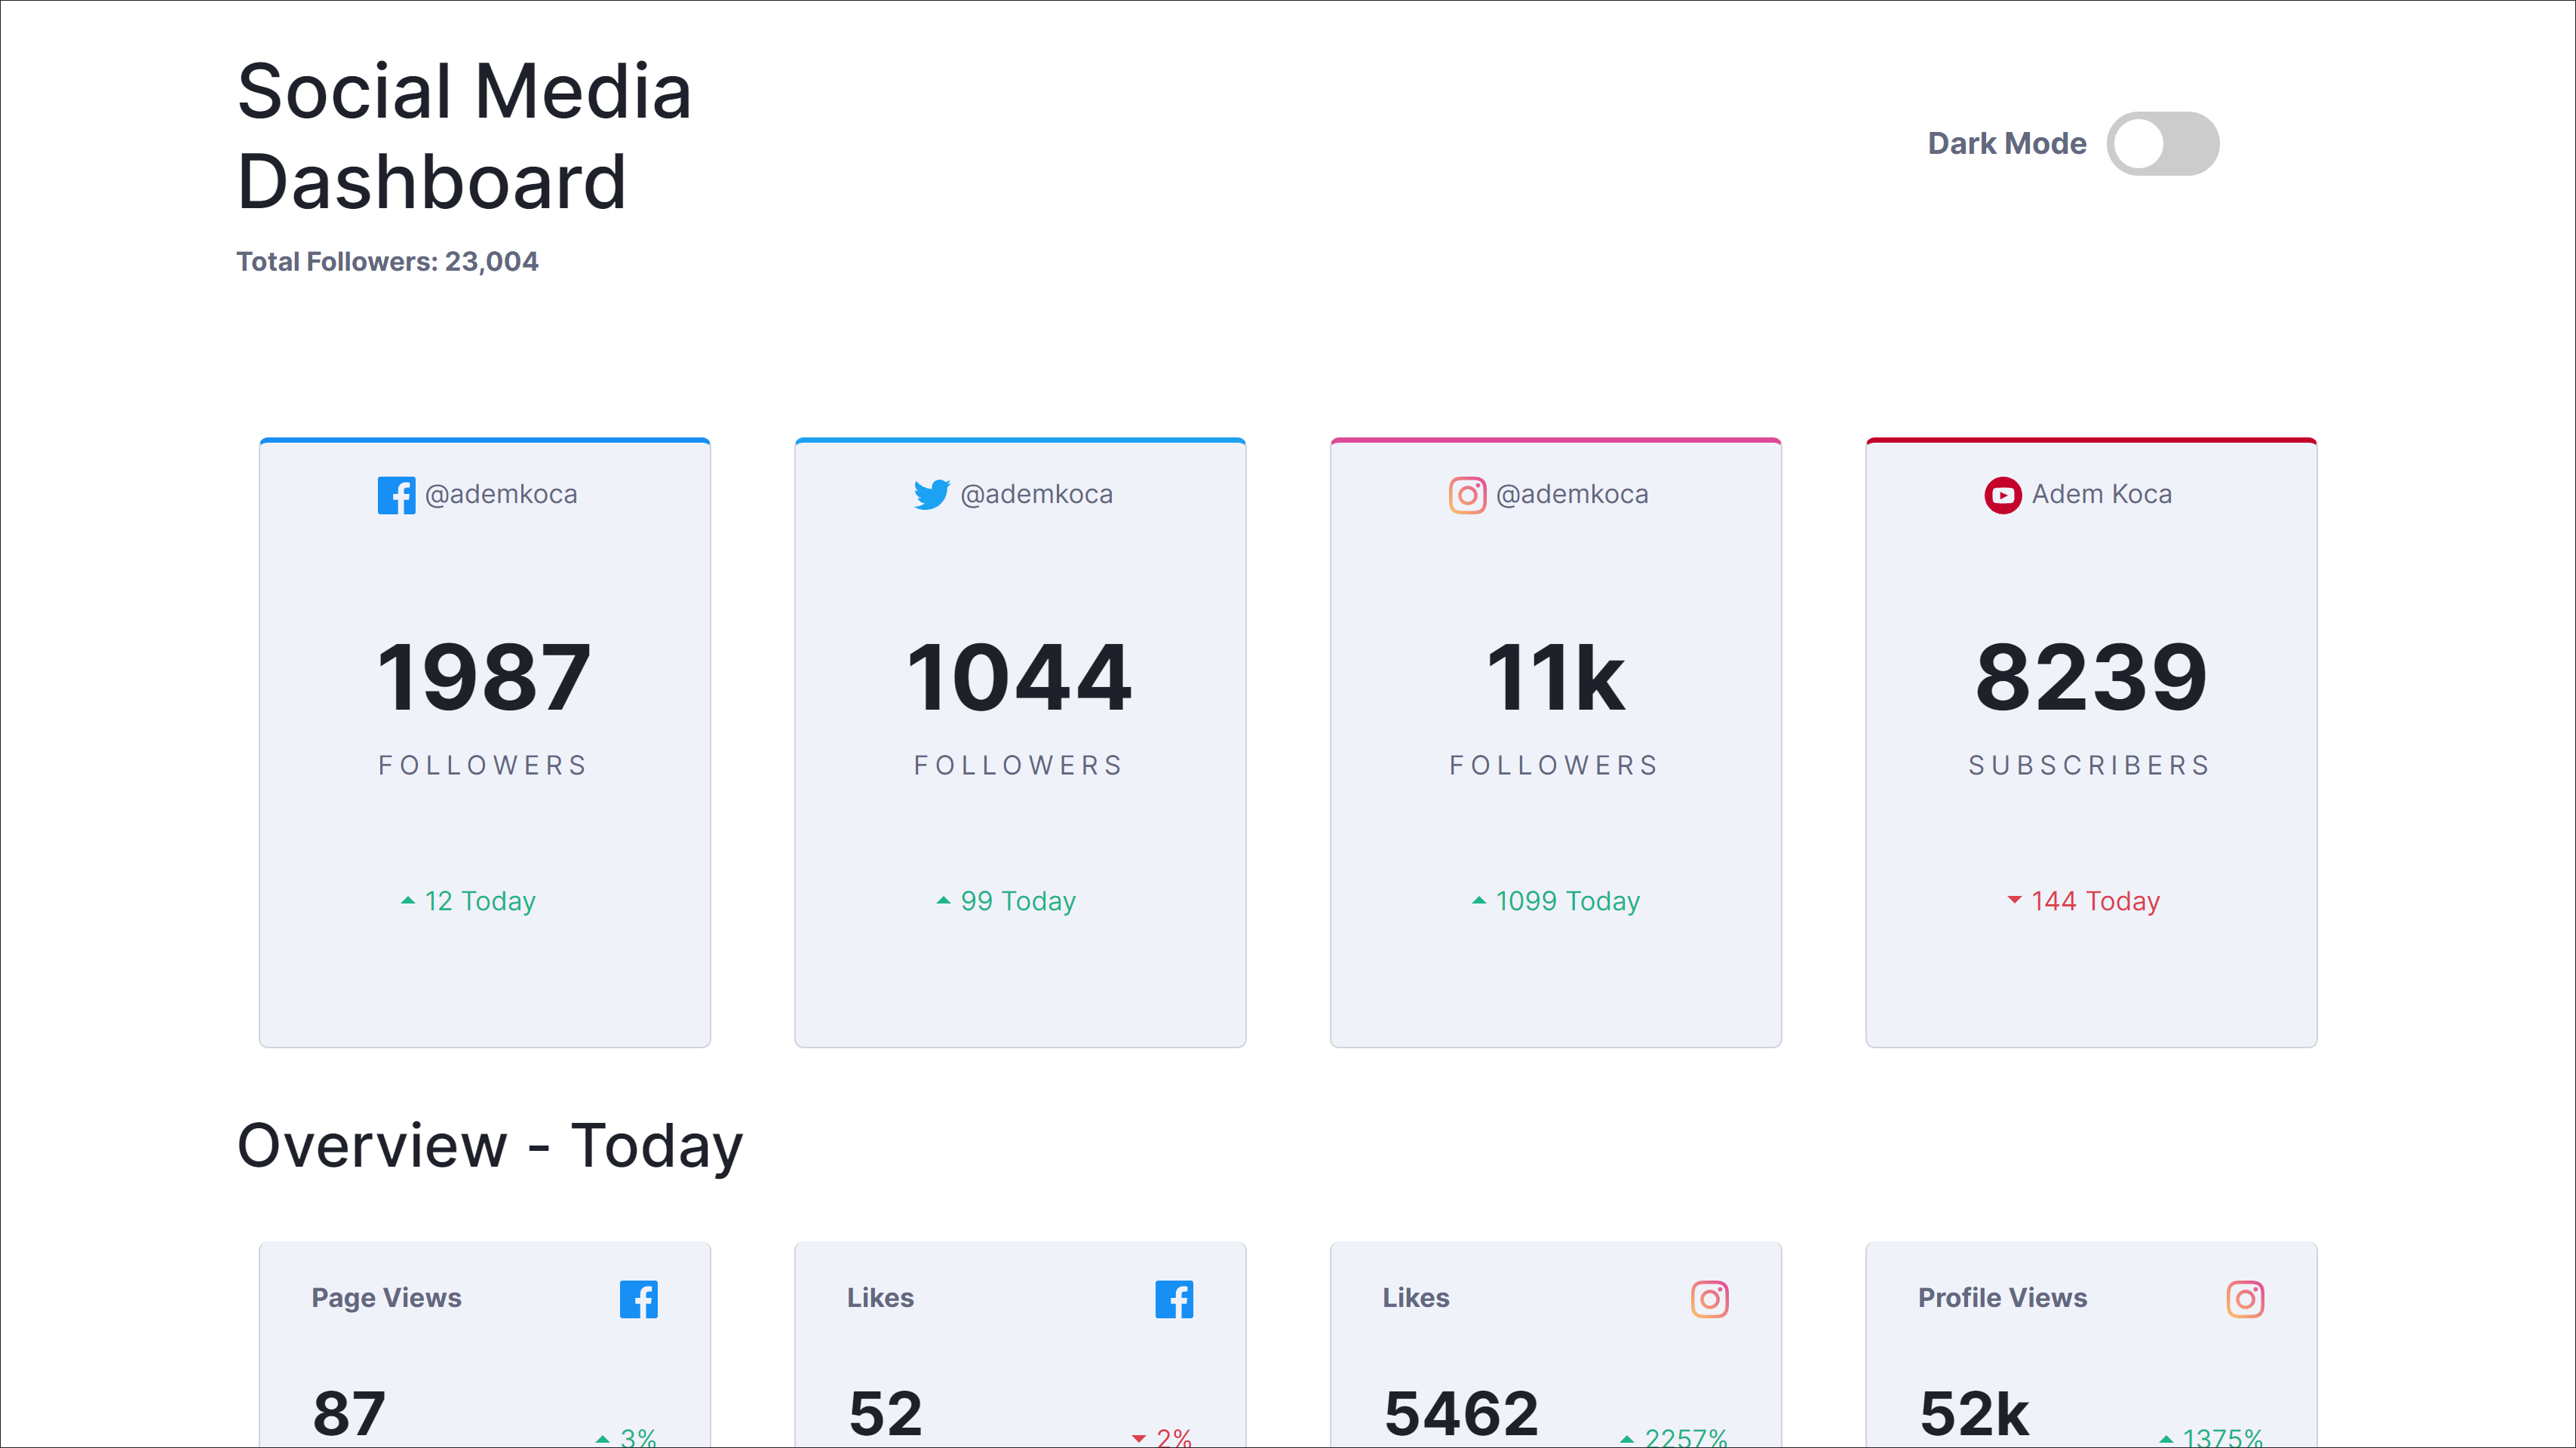 Social Media
Dashboard
Dark Mode
Total Followers: 23,004
@ademkoca
@ademkoca
@ademkoca
Adem Koca
1987
1044
11k
8239
FOLLOWERS
FOLLOWERS
FOLLOWERS
SUBSCRIBERS
12 Today
99 Today
1099 Today
144 Today
Overview - Today
Page Views
Likes
Likes
Profile Views
87
3%
52
2%
5462
2257%
52k
1375%